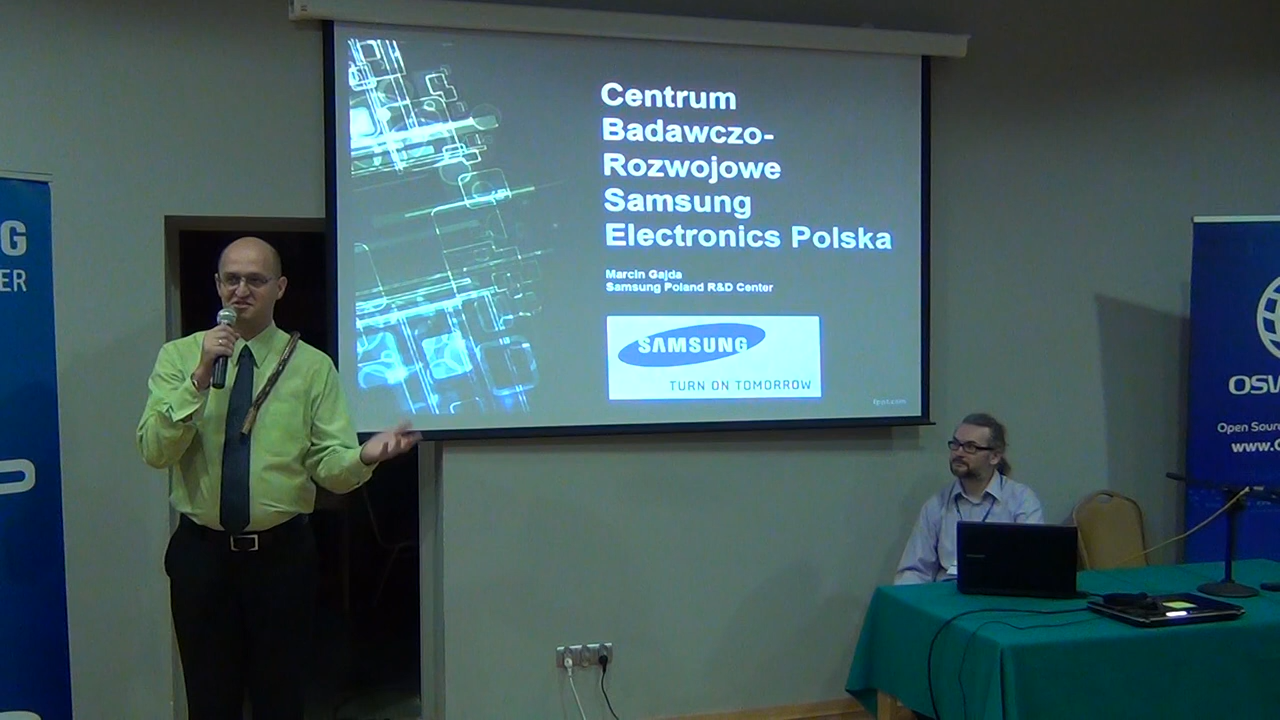 Centrum
Badawczo-
Rozwojowe
Samsung
Electronics Polska
Marcin Gajda
Samsung Poland R&D Center
SAMSUNG
TURN ON TOMORROW
G
ER
OSW
Open Sourc
www.O